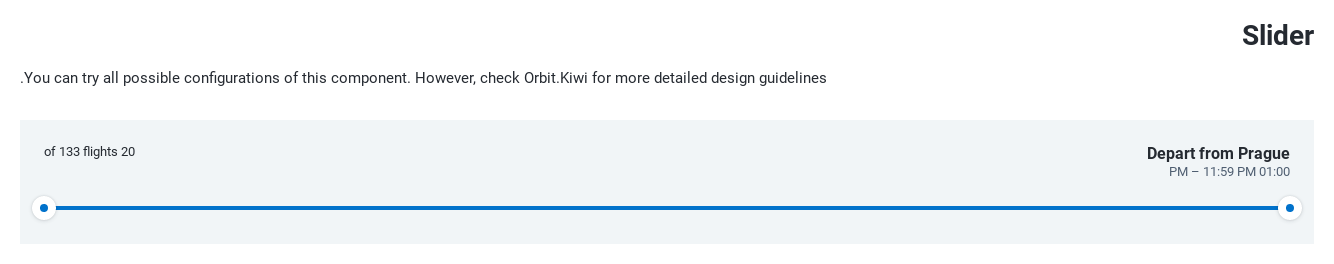 Slider
.You can try all possible configurations of this component. However, check Orbit.Kiwi for more detailed design guidelines
of 133 flights 20
Depart from Prague
PM – 11:59 PM 01:00